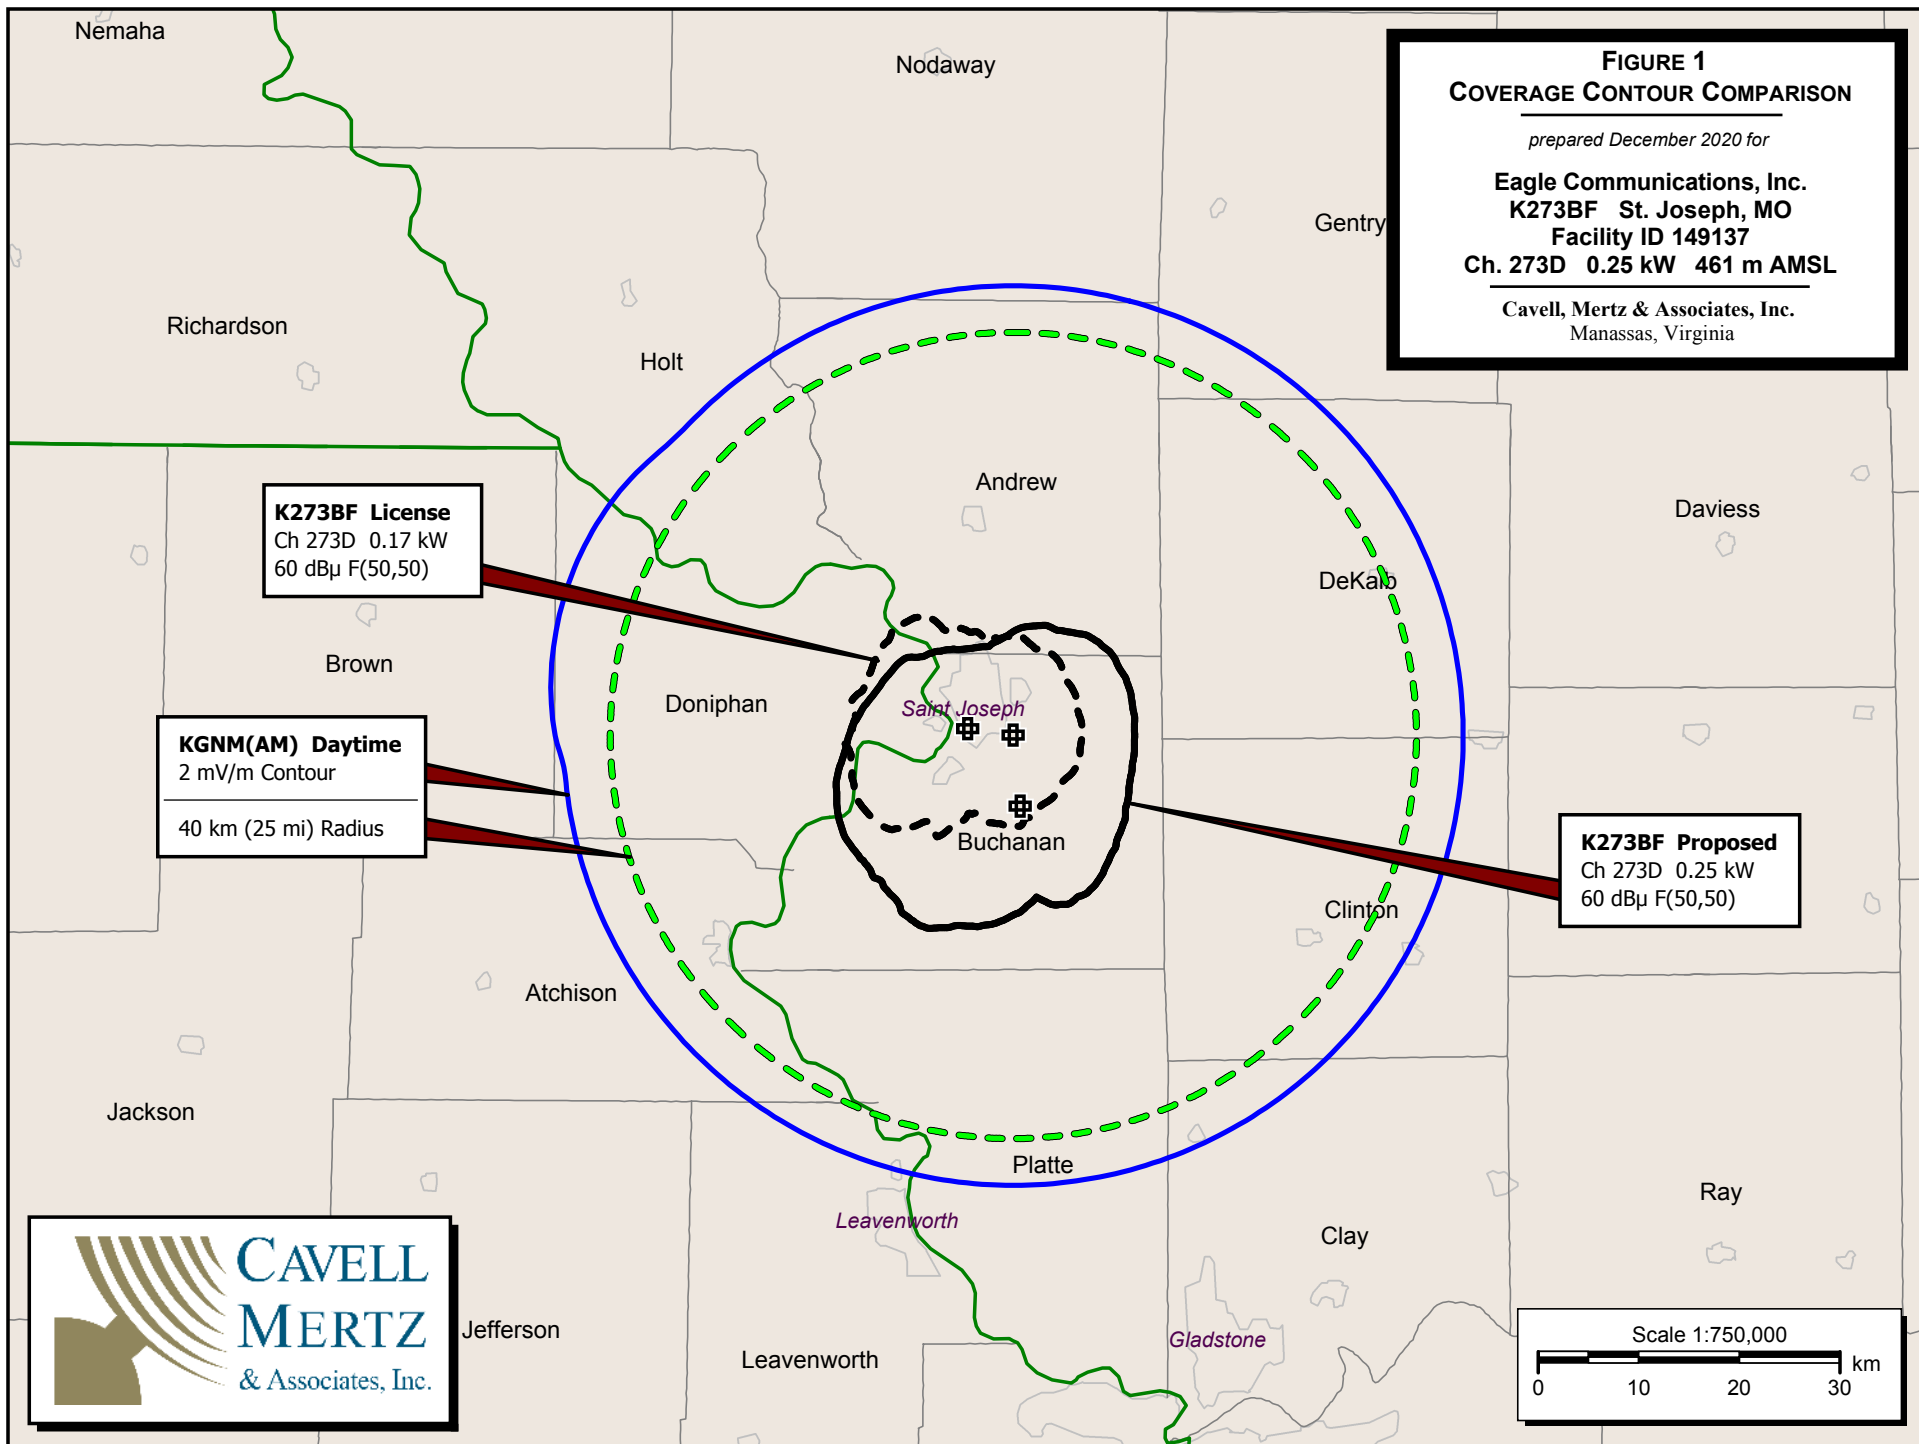 Nemaha
Nodaway
FIGURE 1
COVERAGE CONTOUR COMPARISON
prepared December 2020 for
Eagle Communications, Inc.
K273BF St. Joseph, MO
Facility ID 149137
Ch. 273D 0.25 kW 461 m AMSL
Cavell, Mertz & Associates, Inc.
Manassas, Virginia
Gentry
Richardson
Holt
Andrew
Daviess
K273BF License
Ch 273D 0.17 kW
60 dBµ F(50,50)
DeKalb
Brown
Doniphan
Saint Joseph
KGNM(AM) Daytime
2 mV/m Contour
40 km (25 mi) Radius
Buchanan
K273BF Proposed
Ch 273D 0.25 kW
60 dBµ F(50,50)
Clinton
Atchison
Jackson
Platte
Ray
Leavenworth
Clay
CAVELL
MERTZ
& Associates, Inc.
Jefferson
Leavenworth
Gladstone
Scale 1:750,000
km
0 10 20 30